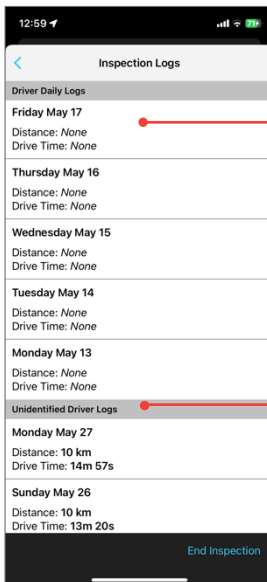 12:59
71
Inspection Logs
Driver Daily Logs
Friday May 17
Distance: None
Drive Time: None
Thursday May 16
Distance: None
Drive Time: None
Wednesday May 15
Distance: None
Drive Time: None
Tuesday May 14
Distance: None
Drive Time: None
Monday May 13
Distance: None
Drive Time: None
Unidentified Driver Logs
Monday May 27
Distance: 10 km
Drive Time: 14m 57s
Sunday May 26
Distance: 10 km
Drive Time: 13m 20s
End Inspection